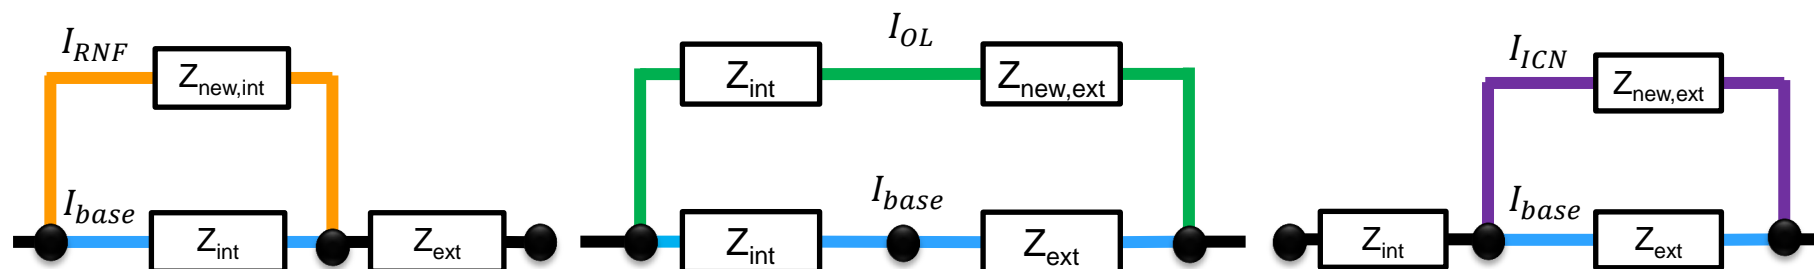 I_RNF
Z_new,int
I_base
Z_int
Z_ext
I_OL
Z_int
Z_new,ext
I_base
Z_int
Z_ext
I_ICN
Z_new,ext
I_base
Z_int
Z_ext